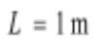 L = 1 m